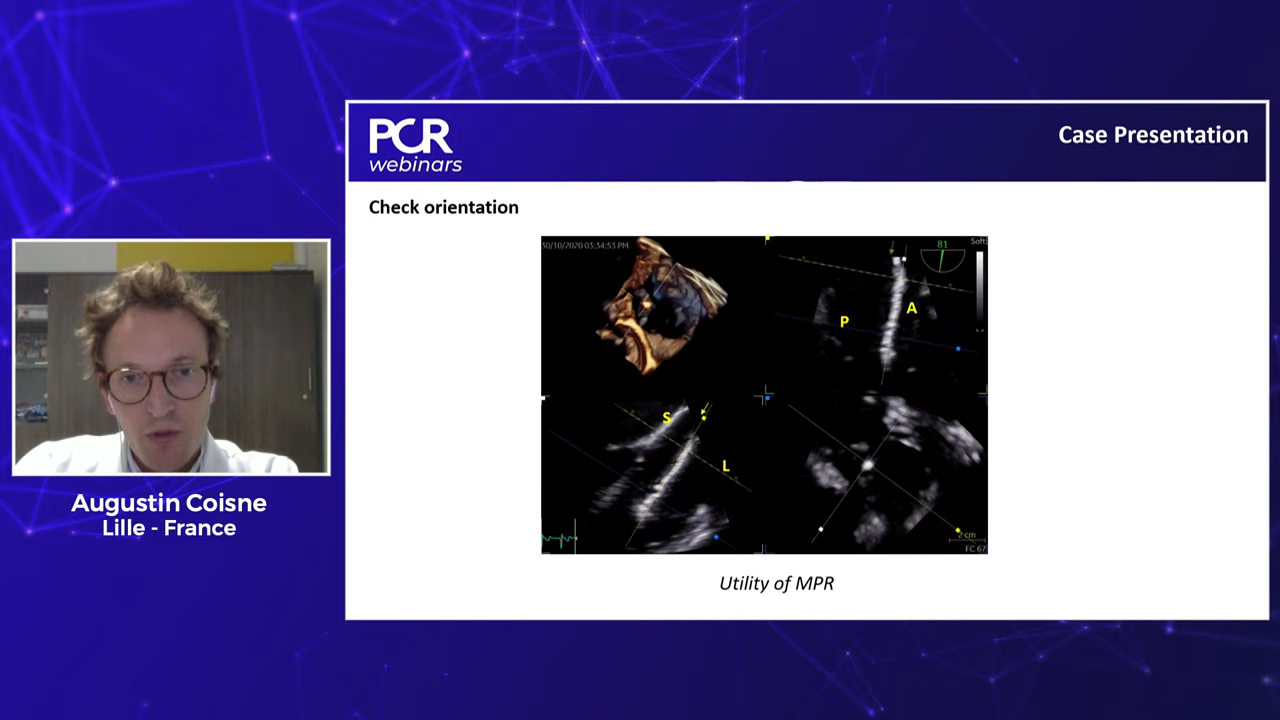 PCR
webinars
Case Presentation
Check orientation
30/10/2020 03:34:53 PM
81
Soft
P
A
S
L
2 cm
FC 67
Utility of MPR
Augustin Coisne
Lille - France